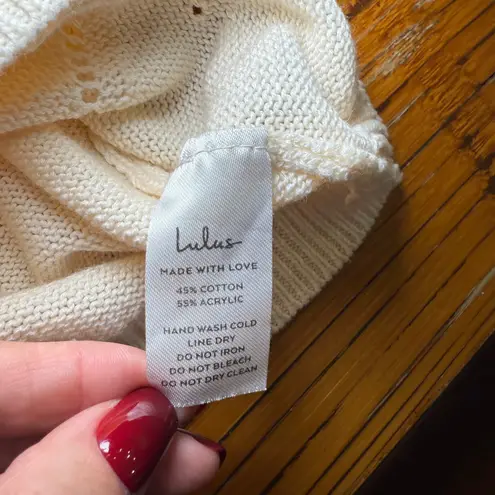 Lulus
MADE WITH LOVE
45% COTTON
55% ACRYLIC
HAND WASH COLD
LINE DRY
DO NOT IRON
DO NOT BLEACH
DO NOT DRY CLEAN